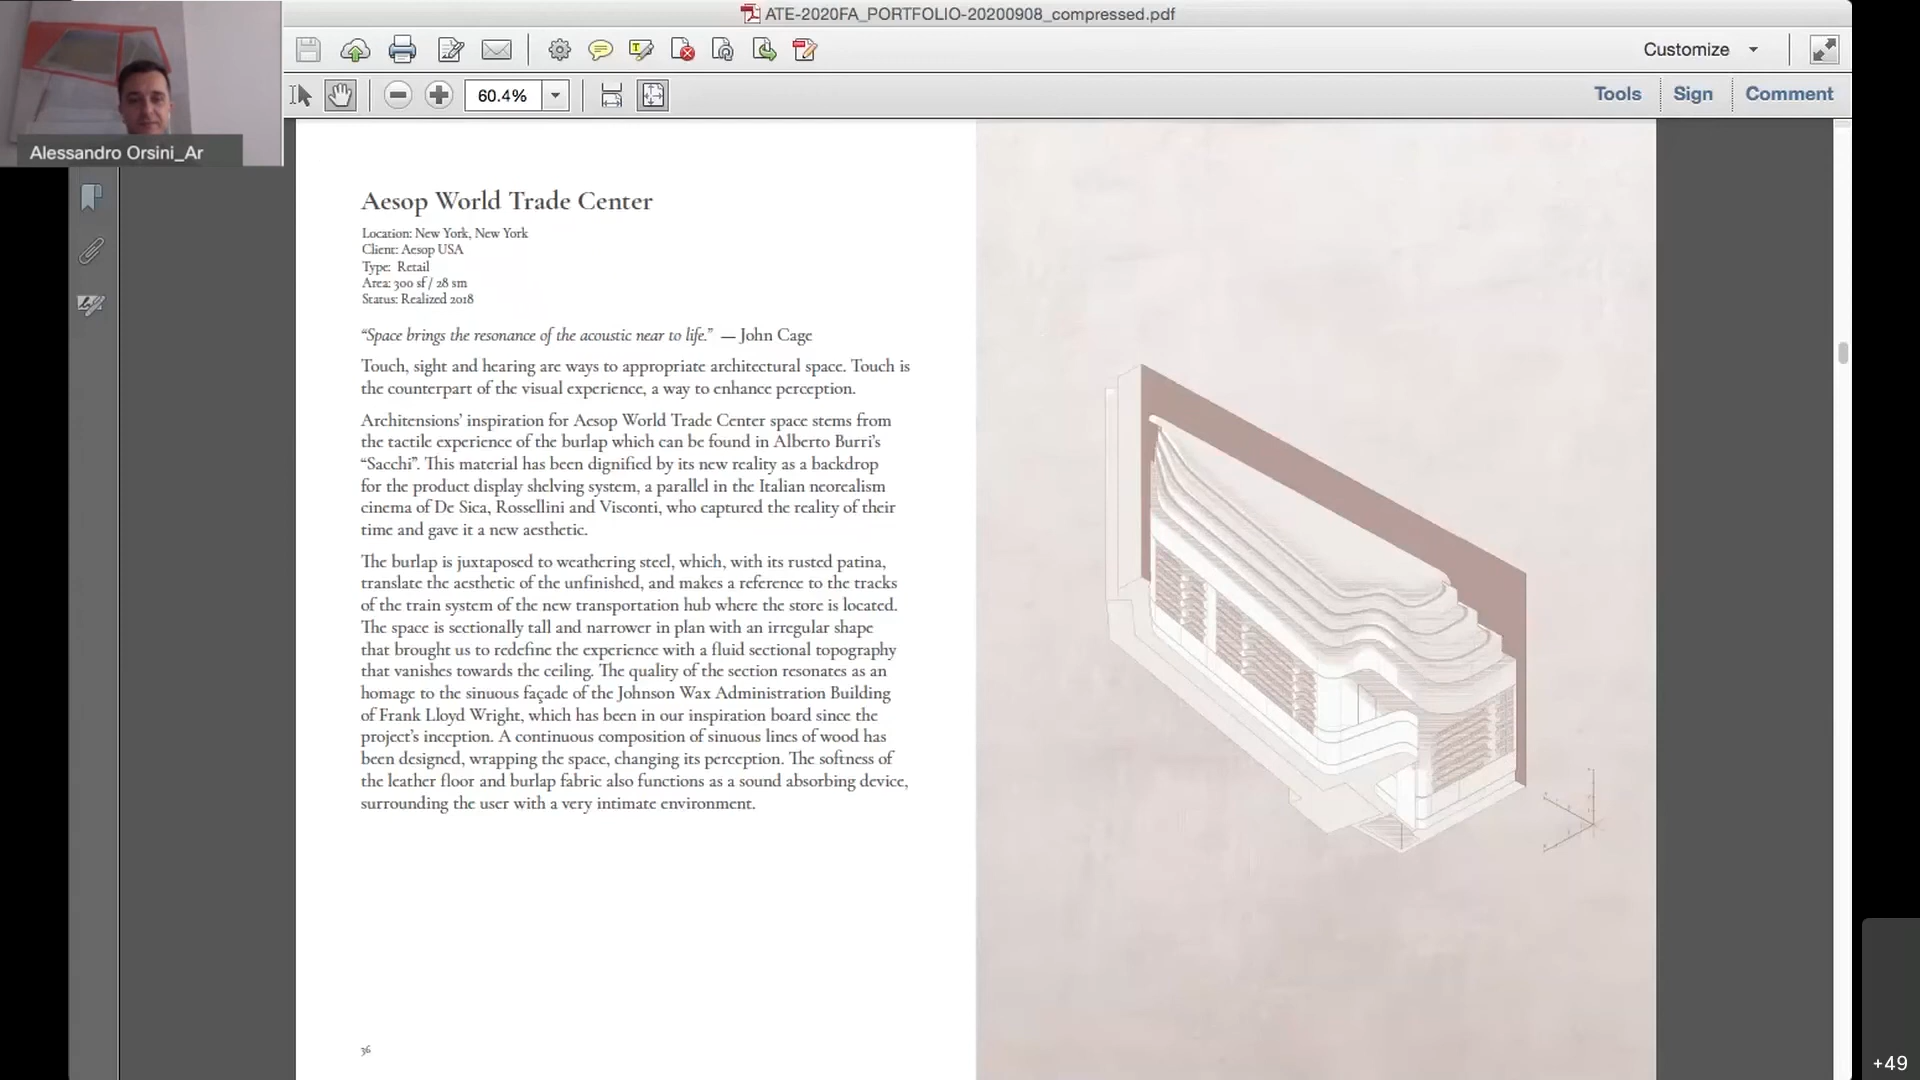 ATE-2020FA_PORTFOLIO-20200908_compressed.pdf
Customize
60.4%
Tools
Sign
Comment
Alessandro Orsini_Ar
Aesop World Trade Center
Location: New York, New York
Client: Aesop USA
Type: Retail
Area: 300 sf / 28 sm
Status: Realized 2018
“Space brings the resonance of the acoustic near to life.” — John Cage
Touch, sight and hearing are ways to appropriate architectural space. Touch is
the counterpart of the visual experience, a way to enhance perception.
Architensions’ inspiration for Aesop World Trade Center space stems from
the tactile experience of the burlap which can be found in Alberto Burri’s
“Sacchi”. This material has been dignified by its new reality as a backdrop
for the product display shelving system, a parallel in the Italian neorealism
cinema of De Sica, Rossellini and Visconti, who captured the reality of their
time and gave it a new aesthetic.
The burlap is juxtaposed to weathering steel, which, with its rusted patina,
translate the aesthetic of the unfinished, and makes a reference to the tracks
of the train system of the new transportation hub where the store is located.
The space is sectionally tall and narrower in plan with an irregular shape
that brought us to redefine the experience with a fluid sectional topography
that vanishes towards the ceiling. The quality of the section resonates as an
homage to the sinuous façade of the Johnson Wax Administration Building
of Frank Lloyd Wright, which has been in our inspiration board since the
project’s inception. A continuous composition of sinuous lines of wood has
been designed, wrapping the space, changing its perception. The softness of
the leather floor and burlap fabric also functions as a sound absorbing device,
surrounding the user with a very intimate environment.
36
+49